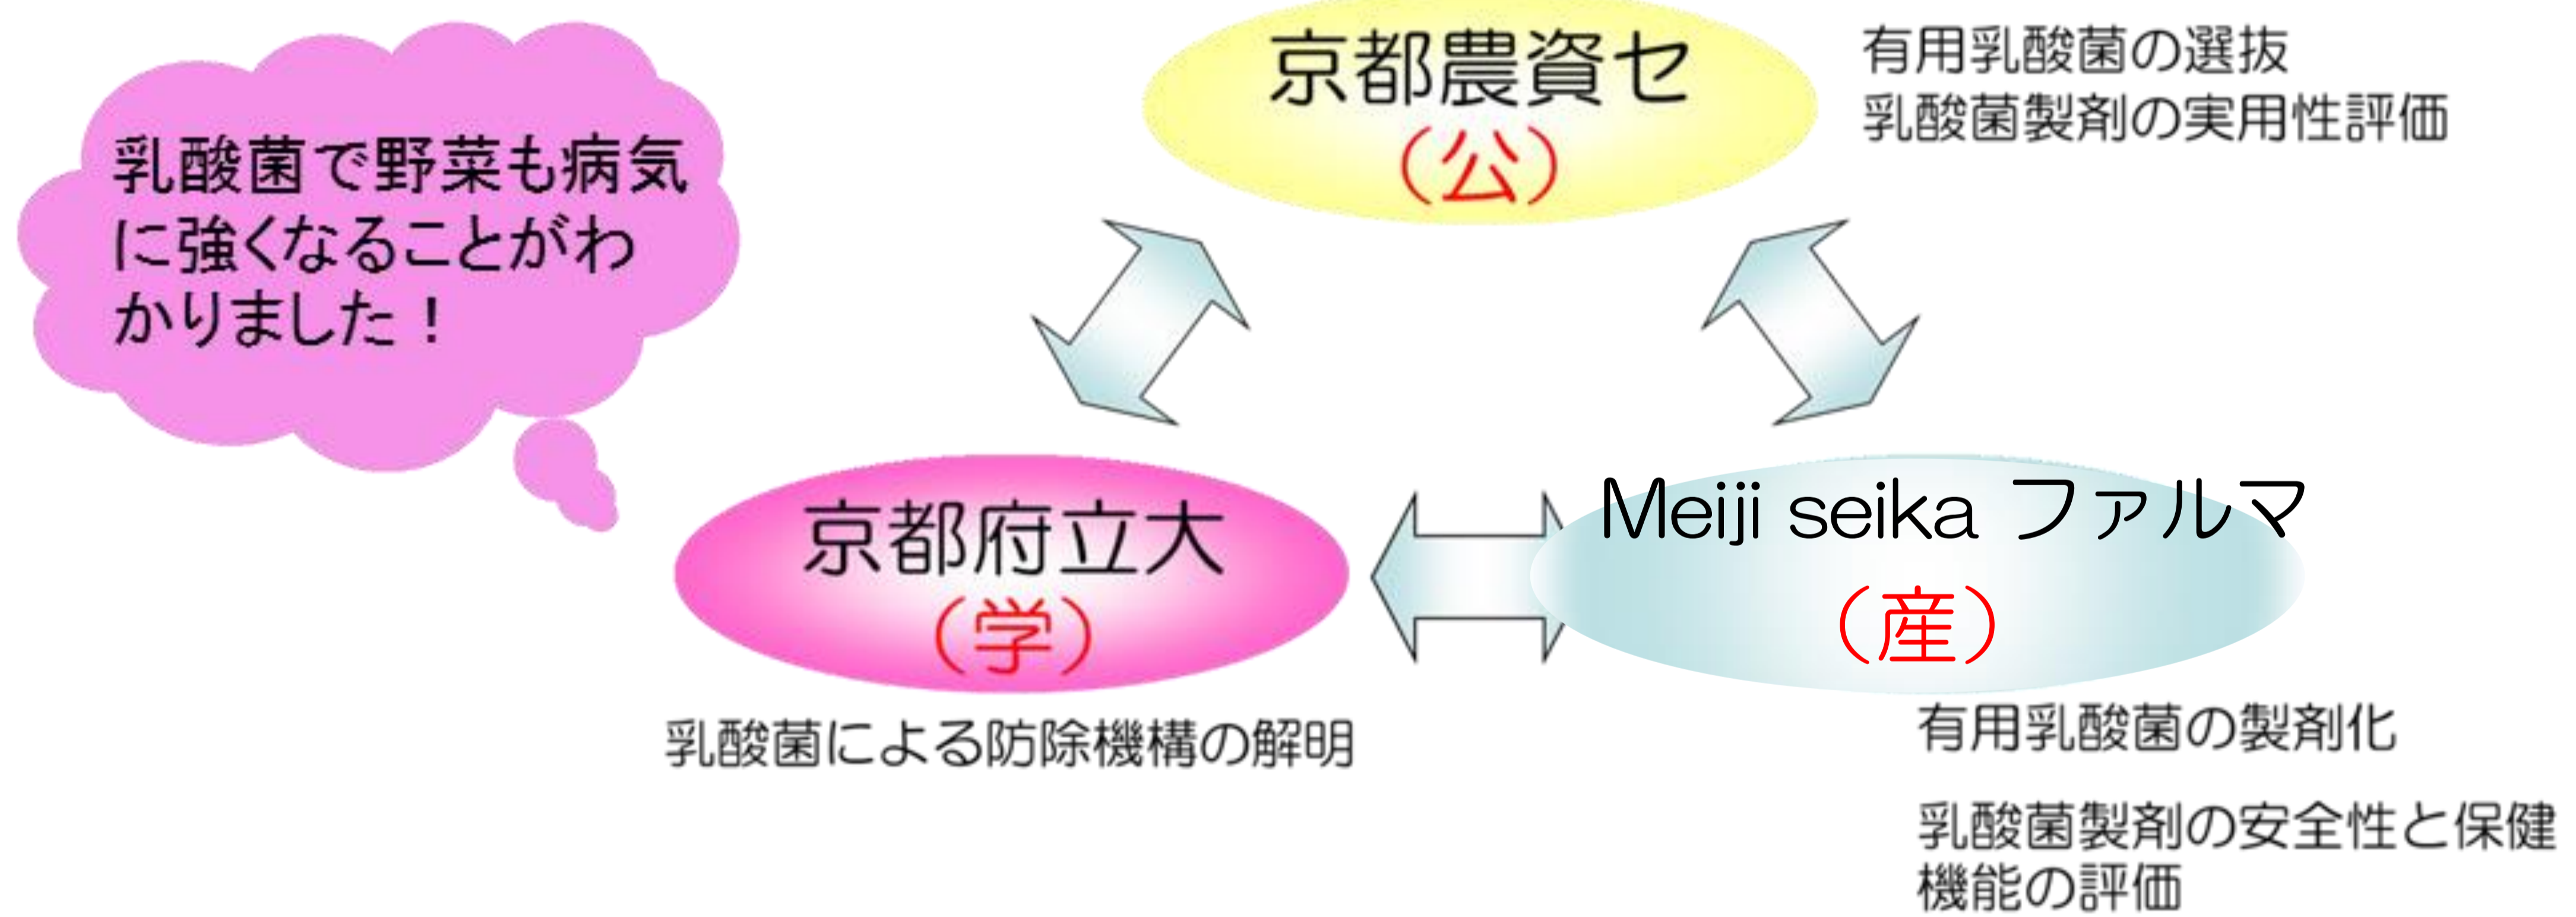 乳酸菌で野菜も病気
に強くなることがわ
かりました！
京都農資セ
（公）
有用乳酸菌の選抜
乳酸菌製剤の実用性評価
京都府立大
（学）
乳酸菌による防除機構の解明
Meiji seika ファルマ
（産）
有用乳酸菌の製剤化
乳酸菌製剤の安全性と保健
機能の評価